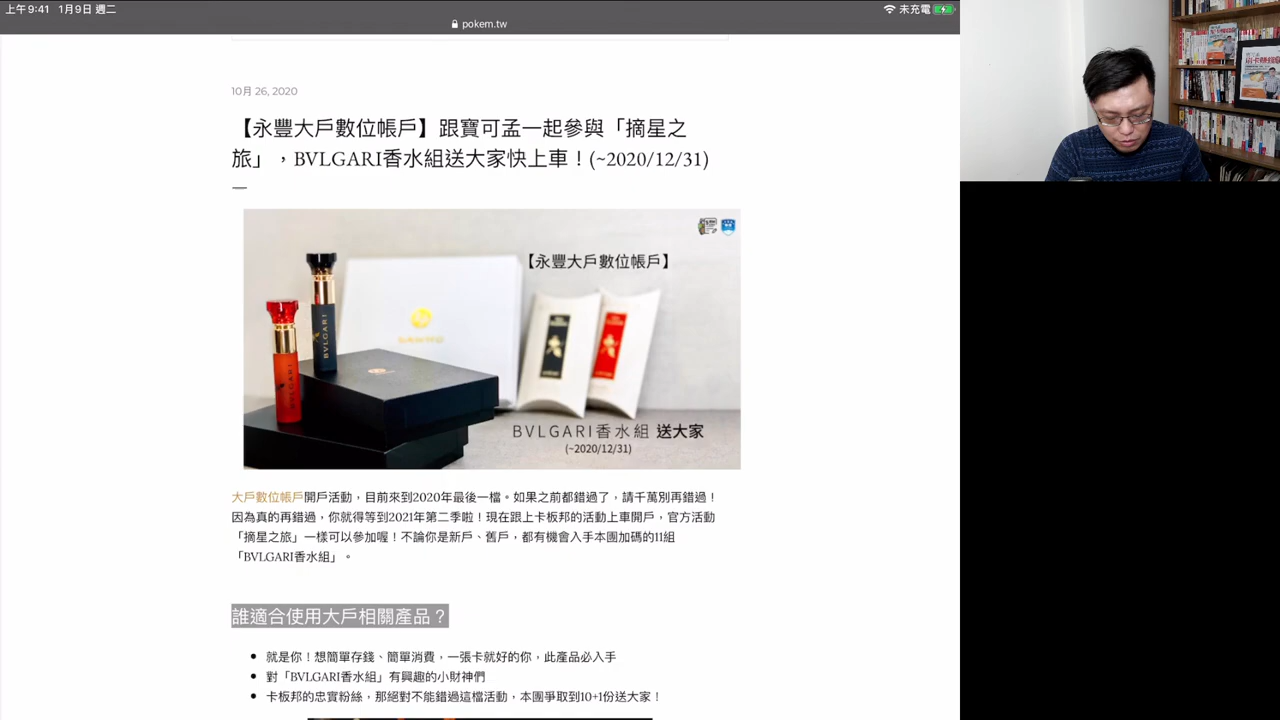 上午9:41 1月9日 週二
未充電
pokem.tw
10月 26, 2020
【永豐大戶數位帳戶】跟寶可孟一起參與「摘星之
旅」，BVLGARI香水組送大家快上車！(~2020/12/31)
【永豐大戶數位帳戶】
BVLGARI
BVLGARI香水組 送大家
(~2020/12/31)
大戶數位帳戶開戶活動，目前來到2020年最後一檔。如果之前都錯過了，請千萬別再錯過！
因為真的再錯過，你就得等到2021年第二季啦！現在跟上卡板邦的活動上車開戶，官方活動
「摘星之旅」一樣可以參加喔！不論你是新戶、舊戶，都有機會入手本團加碼的11組
「BVLGARI香水組」。
誰適合使用大戶相關產品？
就是你！想簡單存錢、簡單消費，一張卡就好的你，此產品必入手
對「BVLGARI香水組」有興趣的小財神們
卡板邦的忠實粉絲，那絕對不能錯過這檔活動，本團爭取到10+1份送大家！